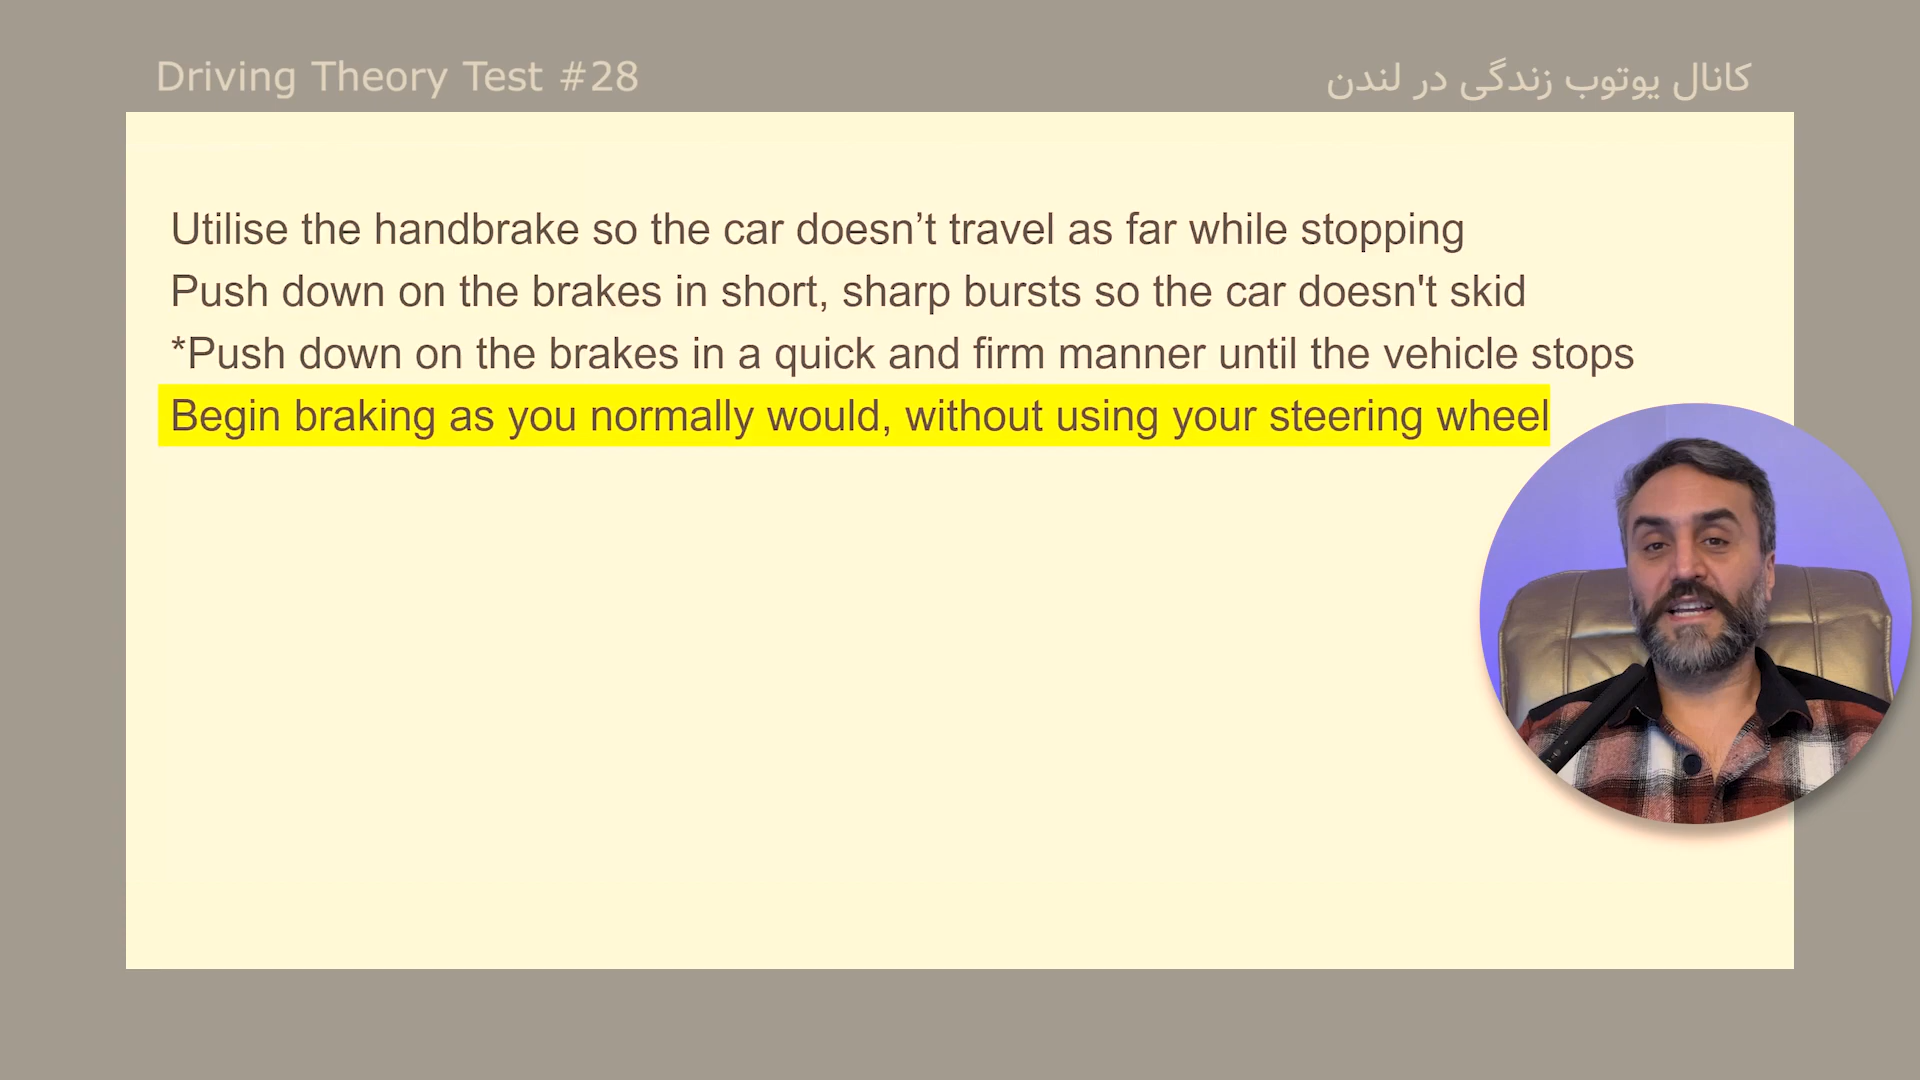 Driving Theory Test #28
کانال یوتوب زندگی در لندن
Utilise the handbrake so the car doesn’t travel as far while stopping
Push down on the brakes in short, sharp bursts so the car doesn't skid
*Push down on the brakes in a quick and firm manner until the vehicle stops
Begin braking as you normally would, without using your steering wheel